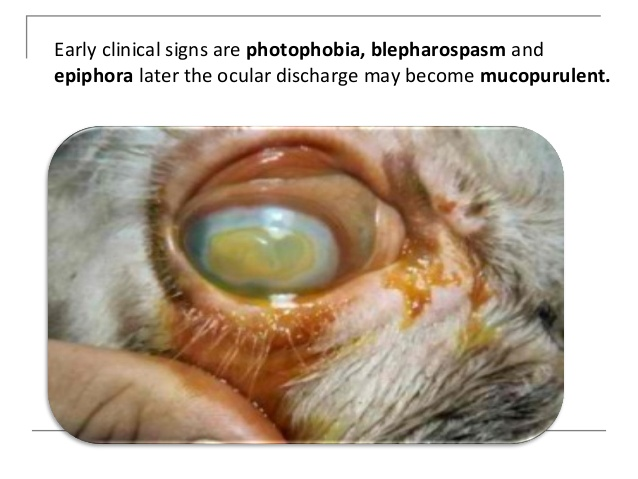 Early clinical signs are photophobia, blepharospasm and
epiphora later the ocular discharge may become mucopurulent.